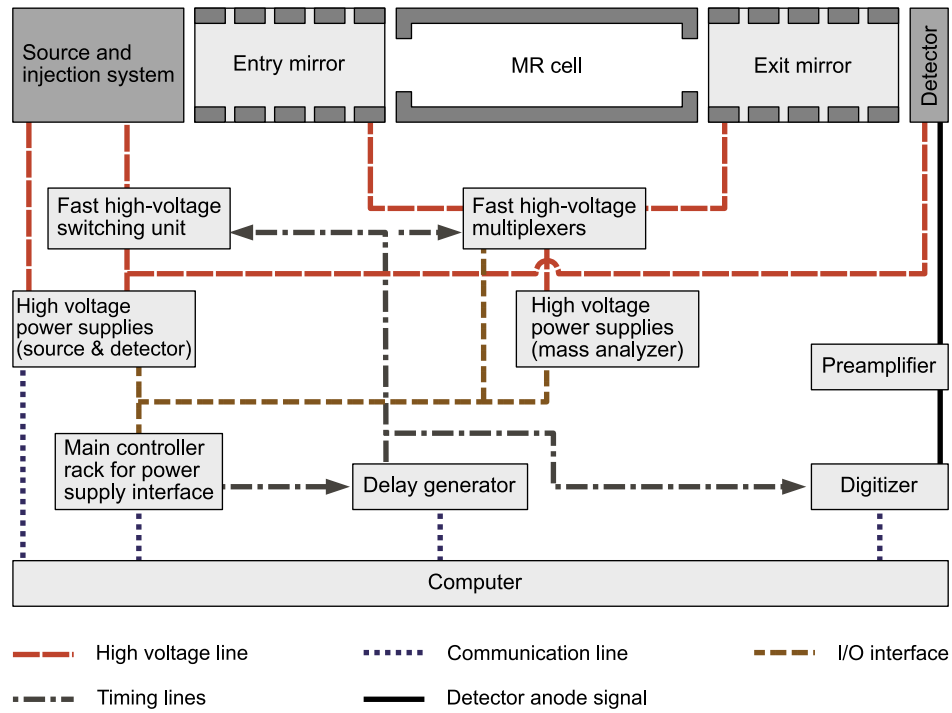 Source and
injection system
Entry mirror
MR cell
Exit mirror
Detector
Fast high-voltage
switching unit
Fast high-voltage
multiplexers
High voltage
power supplies
(source & detector)
High voltage
power supplies
(mass analyzer)
Preamplifier
Main controller
rack for power
supply interface
Delay generator
Digitizer
Computer
High voltage line
Communication line
I/O interface
Timing lines
Detector anode signal